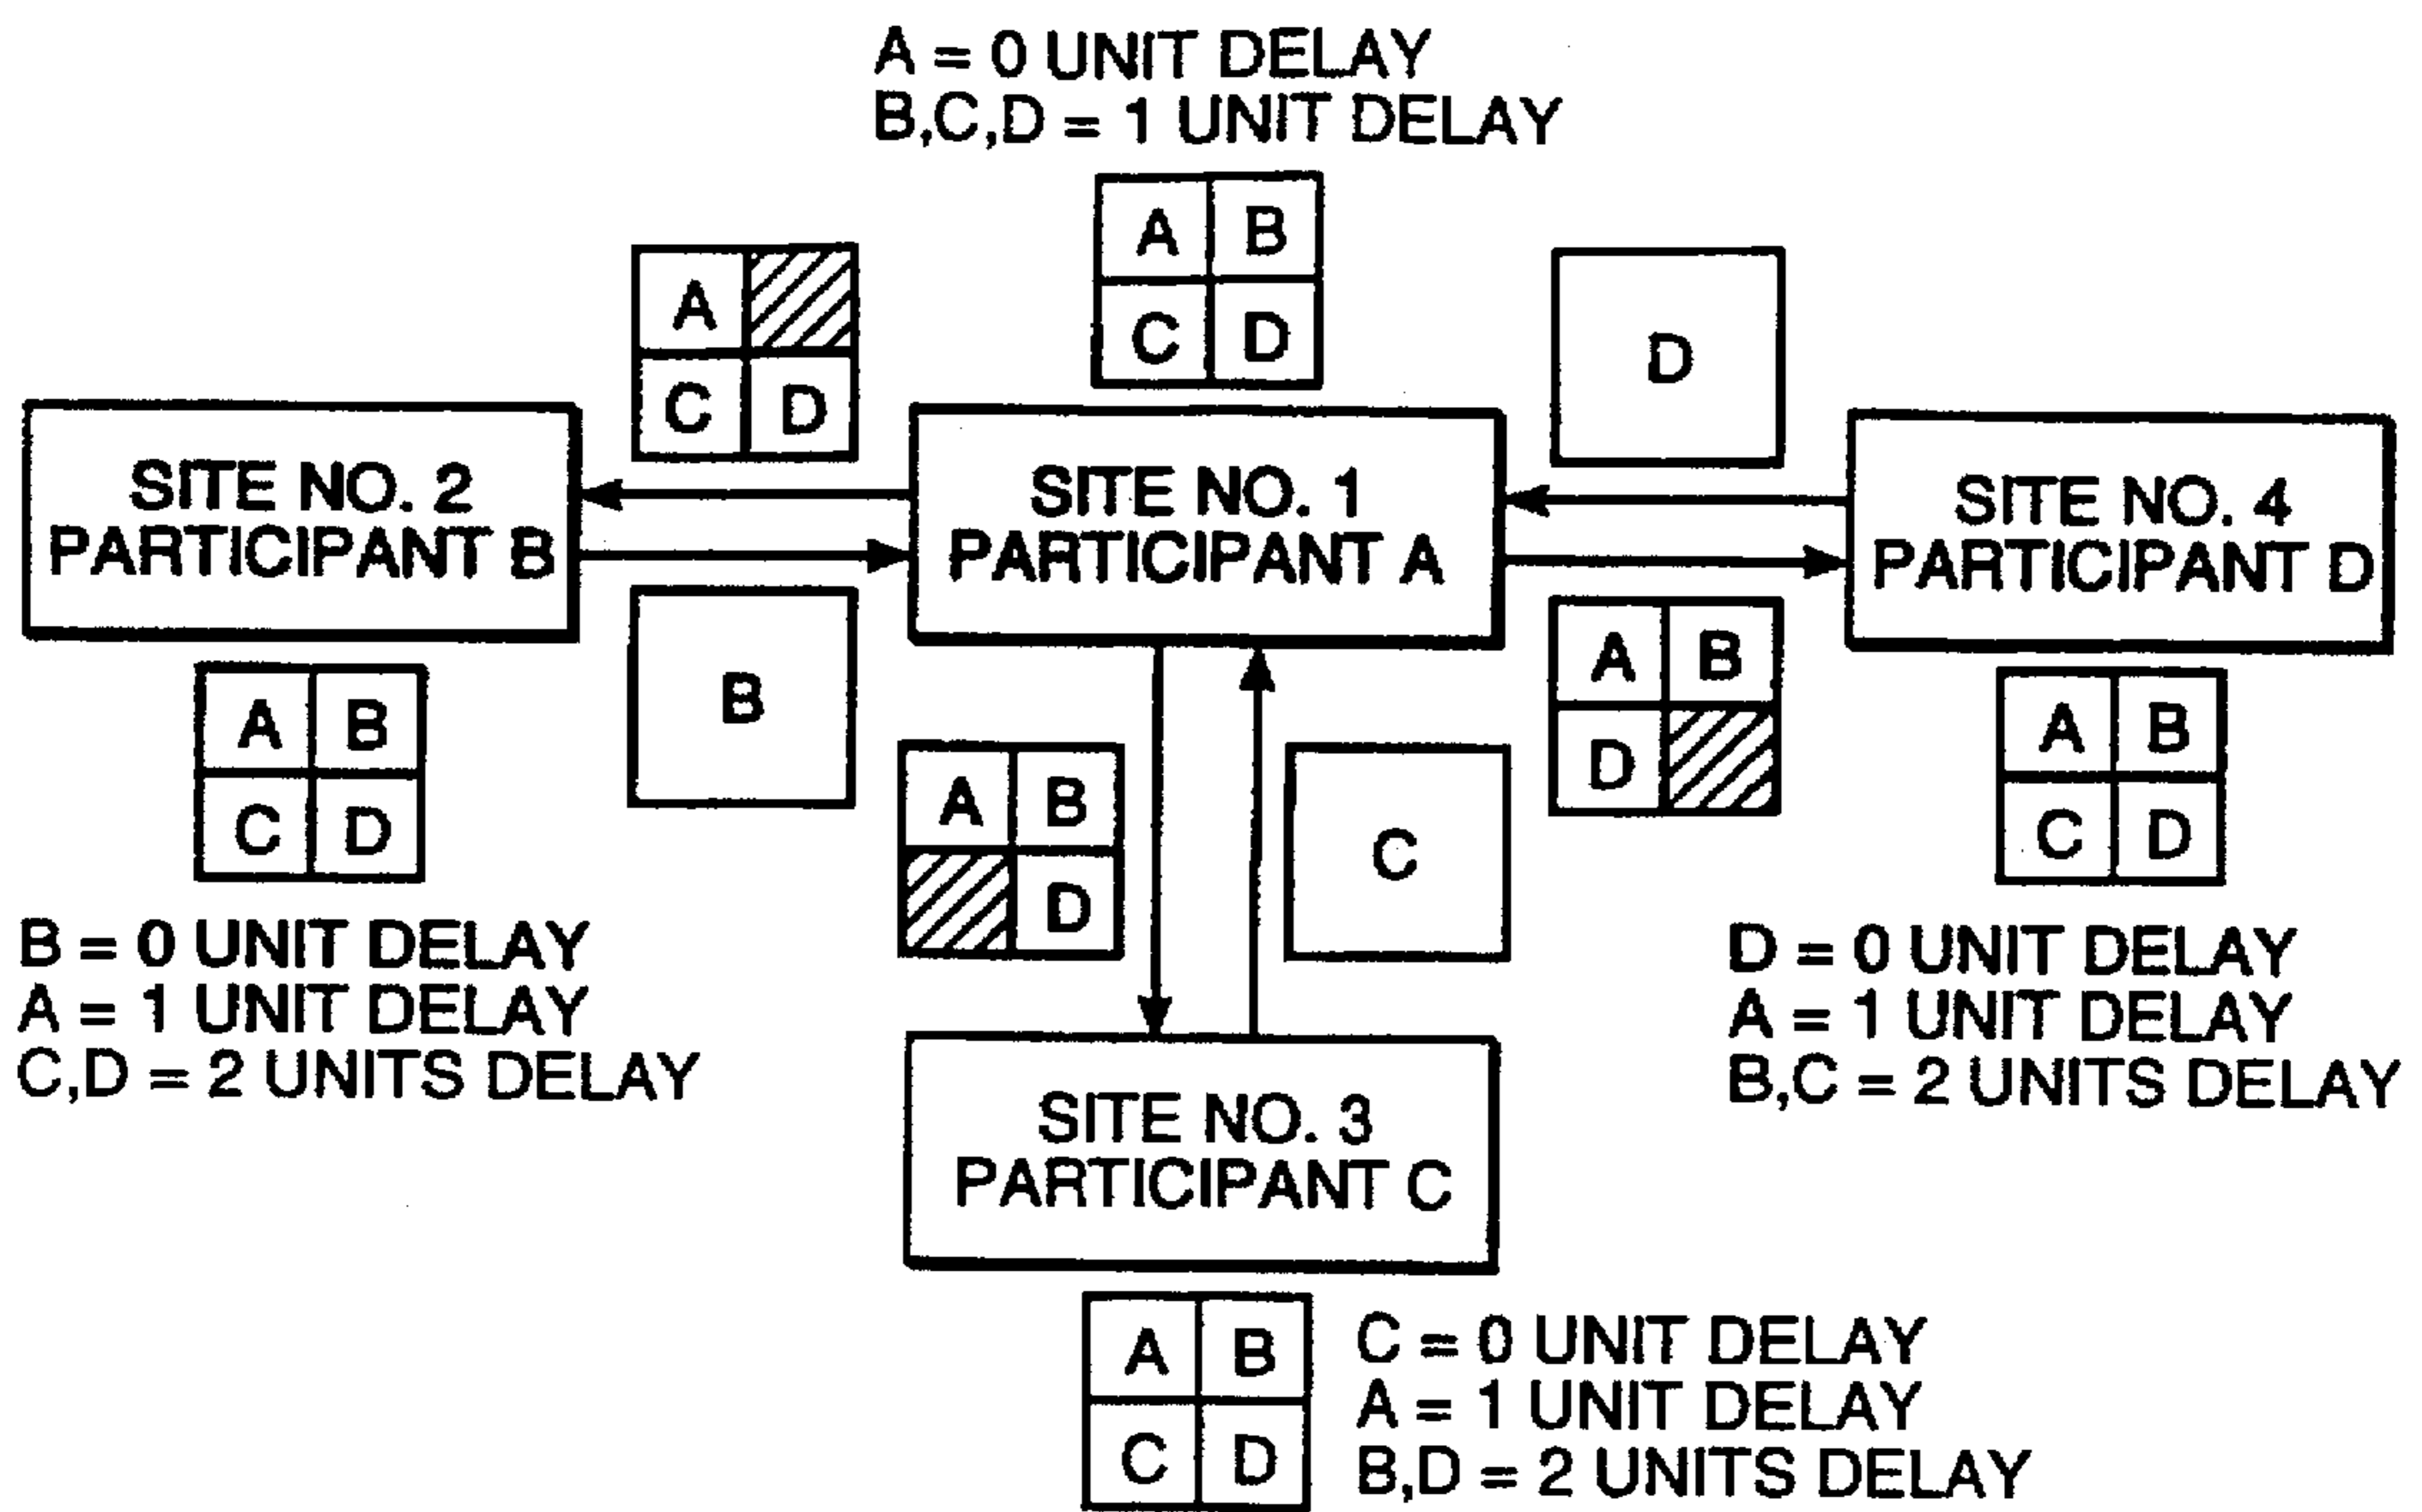 A = 0 UNIT DELAY
B,C,D = 1 UNIT DELAY
A B
C D
A
C D
D
SITE NO. 2
PARTICIPANT B
SITE NO. 1
PARTICIPANT A
SITE NO. 4
PARTICIPANT D
A B
C D
B
A B
D
C
A B
D
A B
C D
B = 0 UNIT DELAY
A = 1 UNIT DELAY
C,D = 2 UNITS DELAY
D = 0 UNIT DELAY
A = 1 UNIT DELAY
B,C = 2 UNITS DELAY
SITE NO. 3
PARTICIPANT C
A B
C D
C = 0 UNIT DELAY
A = 1 UNIT DELAY
B,D = 2 UNITS DELAY